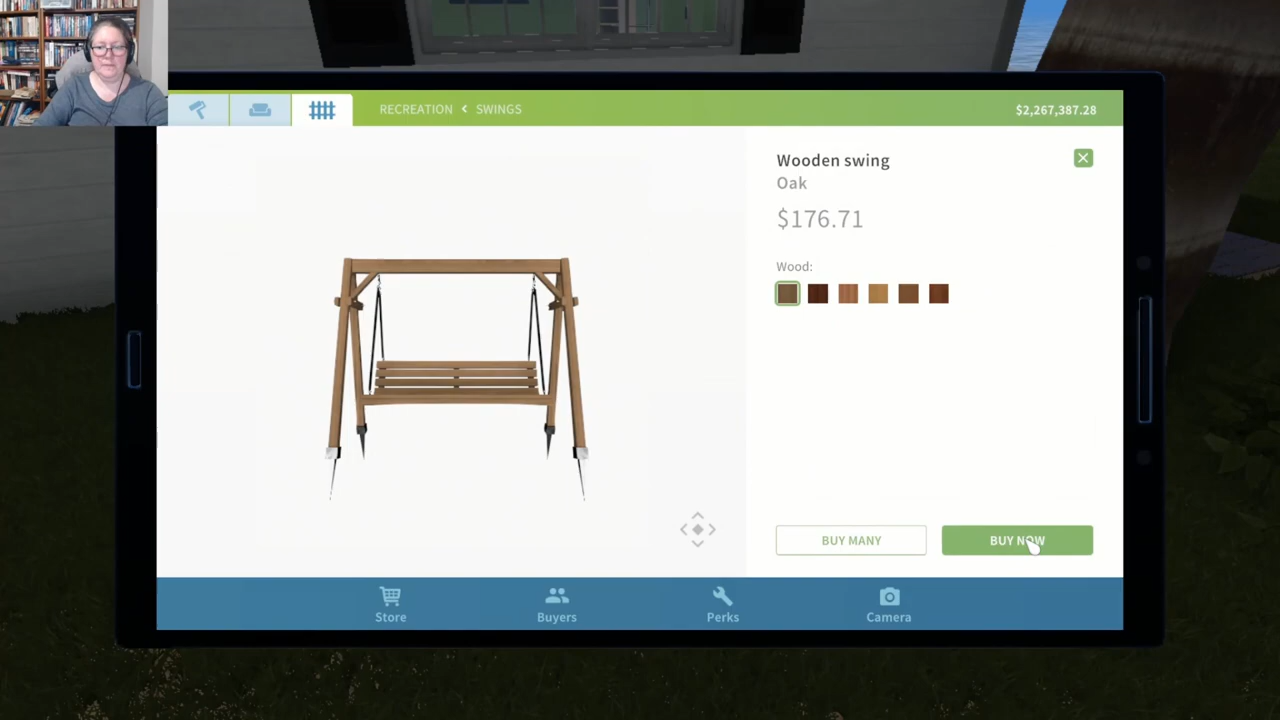 RECREATION < SWINGS
$2,267,387.28
Wooden swing
Oak
$176.71
Wood:
BUY MANY
BUY NOW
Store
Buyers
Perks
Camera